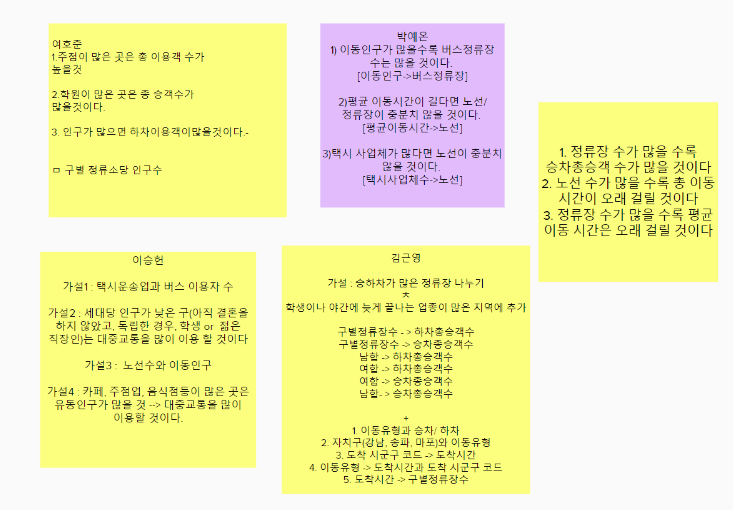 여호준
1.주점이 많은 곳은 총 이용객 수가
높을것
2.학원이 많은 곳은 총 승객수가
많을것이다.
3. 인구가 많으면 하차이용객이많을것이다.-
ㅁ 구별 정류소당 인구수
박예온
1) 이동인구가 많을수록 버스정류장
수는 많을 것이다.
[이동인구->버스정류장]
2)평균 이동시간이 길다면 노선/
정류장이 충분치 않을 것이다.
[평균이동시간->노선]
3)택시 사업체가 많다면 노선이 충분치
않을 것이다.
[택시사업체수->노선]
1. 정류장 수가 많을 수록
승차총승객 수가 많을 것이다
2. 노선 수가 많을 수록 총 이동
시간이 오래 걸릴 것이다
3. 정류장 수가 많을 수록 평균
이동 시간은 오래 걸릴 것이다
이승헌
가설1 : 택시운송업과 버스 이용자 수
가설2 : 세대당 인구가 낮은 구(아직 결혼을
하지 않았고, 독립한 경우, 학생 or 젊은
직장인)는 대중교통을 많이 이용 할 것이다
가설3 : 노선수와 이동인구
가설4 : 카페, 주점업, 음식점등이 많은 곳은
유동인구가 많을 것 --> 대중교통을 많이
이용할 것이다.
김근영
가설 : 승하차가 많은 정류장 나누기
ㅊ
학생이나 야간에 늦게 끝나는 업종이 많은 지역에 추가
구별정류장수 - > 하차총승객수
구별정류장수 -> 승차총승객수
남합 -> 하차총승객수
여합 -> 하차총승객수
여합 -> 승차총승객수
남합- > 승차총승객수
+
1. 이동유형과 승차/ 하차
2. 자치구(강남, 송파, 마포)와 이동유형
3. 도착 시군구 코드 -> 도착시간
4. 이동유형 -> 도착시간과 도착 시군구 코드
5. 도착시간 -> 구별정류장수